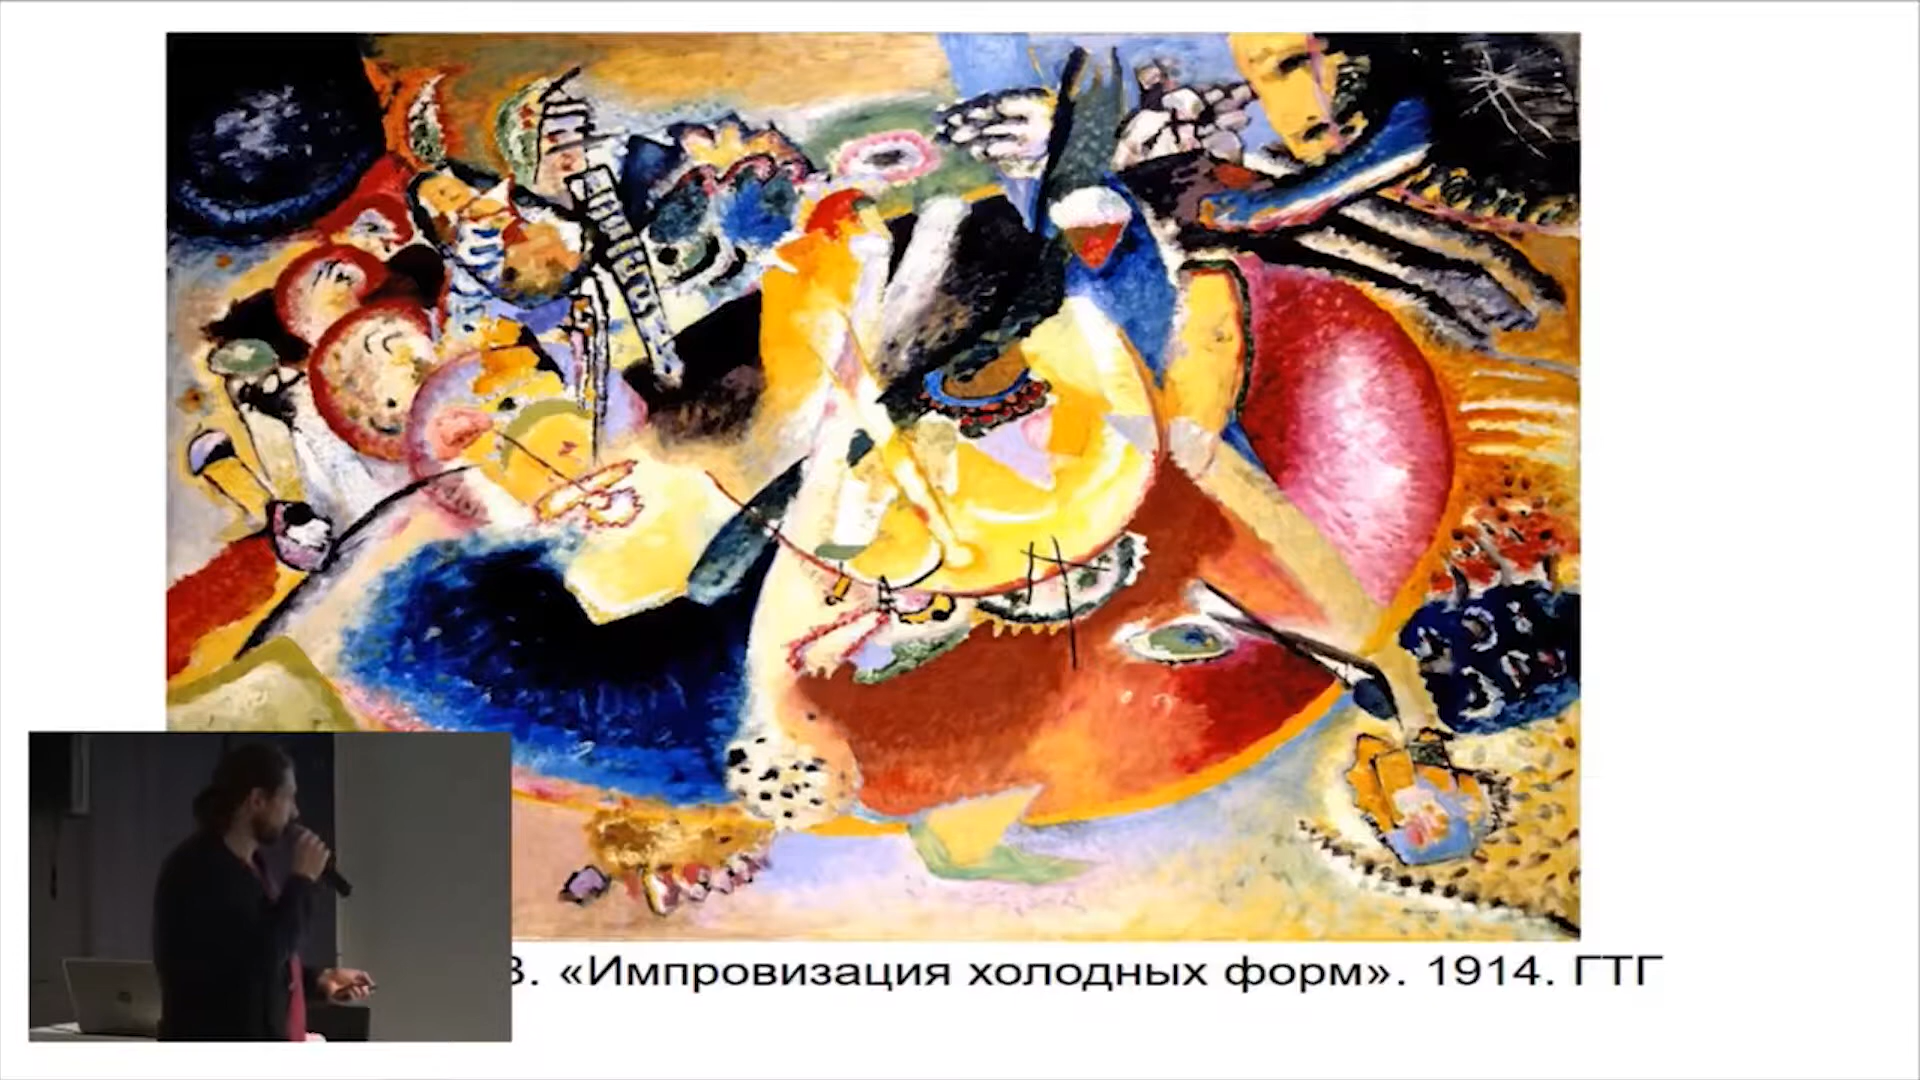 В. «Импровизация холодных форм». 1914. ГТГ